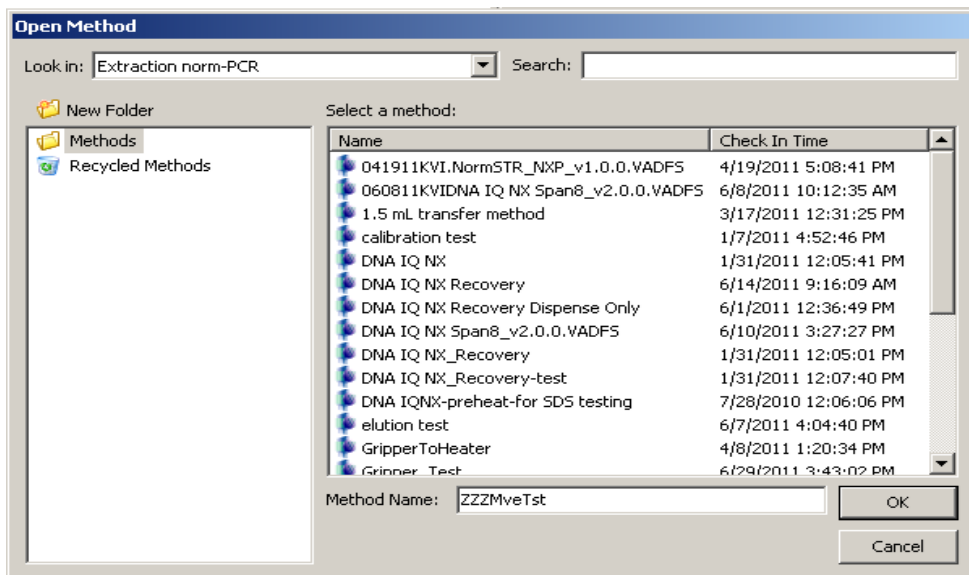 Open Method
Look in: Extraction norm-PCR Search:
New Folder
Methods
Recycled Methods
Select a method:
Name Check In Time
041911KVI.NormSTR_NXP_v1.0.0.VADFS 4/19/2011 5:08:41 PM
060811KVIDNA IQ NX Span8_v2.0.0.VADFS 6/8/2011 10:12:35 AM
1.5 mL transfer method 3/17/2011 12:31:25 PM
calibration test 1/7/2011 4:52:46 PM
DNA IQ NX 1/31/2011 12:05:41 PM
DNA IQ NX Recovery 6/14/2011 9:16:09 AM
DNA IQ NX Recovery Dispense Only 6/1/2011 12:36:49 PM
DNA IQ NX Span8_v2.0.0.VADFS 6/10/2011 3:27:27 PM
DNA IQ NX_Recovery 1/31/2011 12:05:01 PM
DNA IQ NX_Recovery-test 1/31/2011 12:07:40 PM
DNA IQNX-preheat-for SDS testing 7/28/2010 12:06:06 PM
elution test 6/7/2011 4:04:40 PM
GripperToHeater 4/8/2011 1:20:34 PM
Gripper_Test 6/29/2011 3:43:02 PM
Method Name: ZZZMveTst OK
Cancel